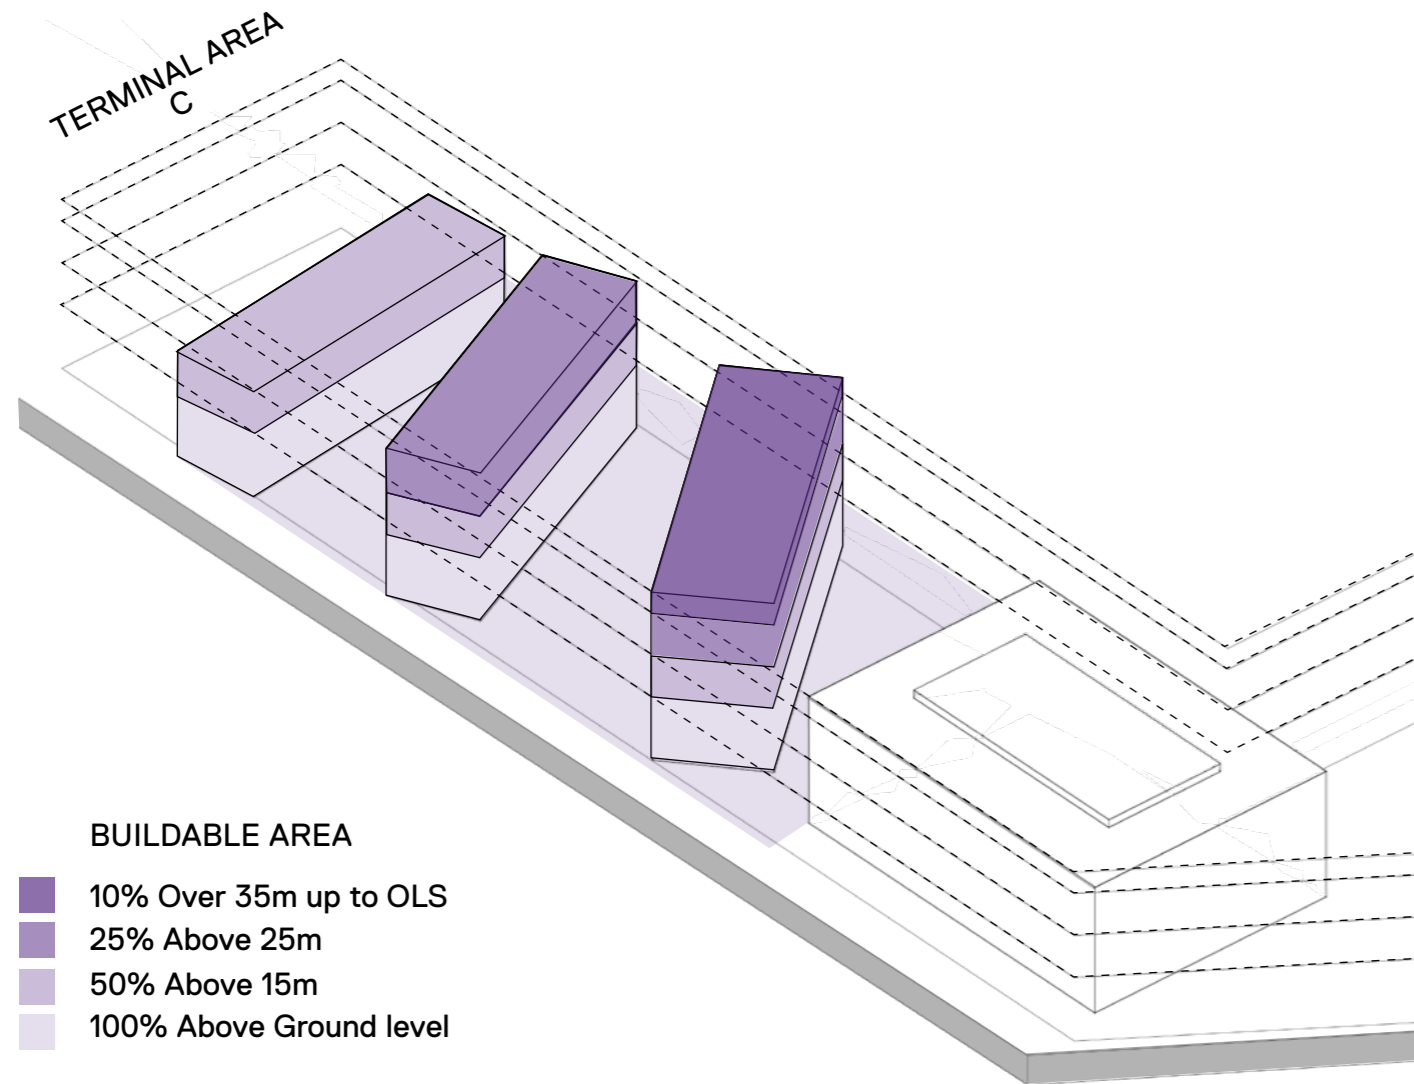 TERMINAL AREA
C
BUILDABLE AREA
10% Over 35m up to OLS
25% Above 25m
50% Above 15m
100% Above Ground level